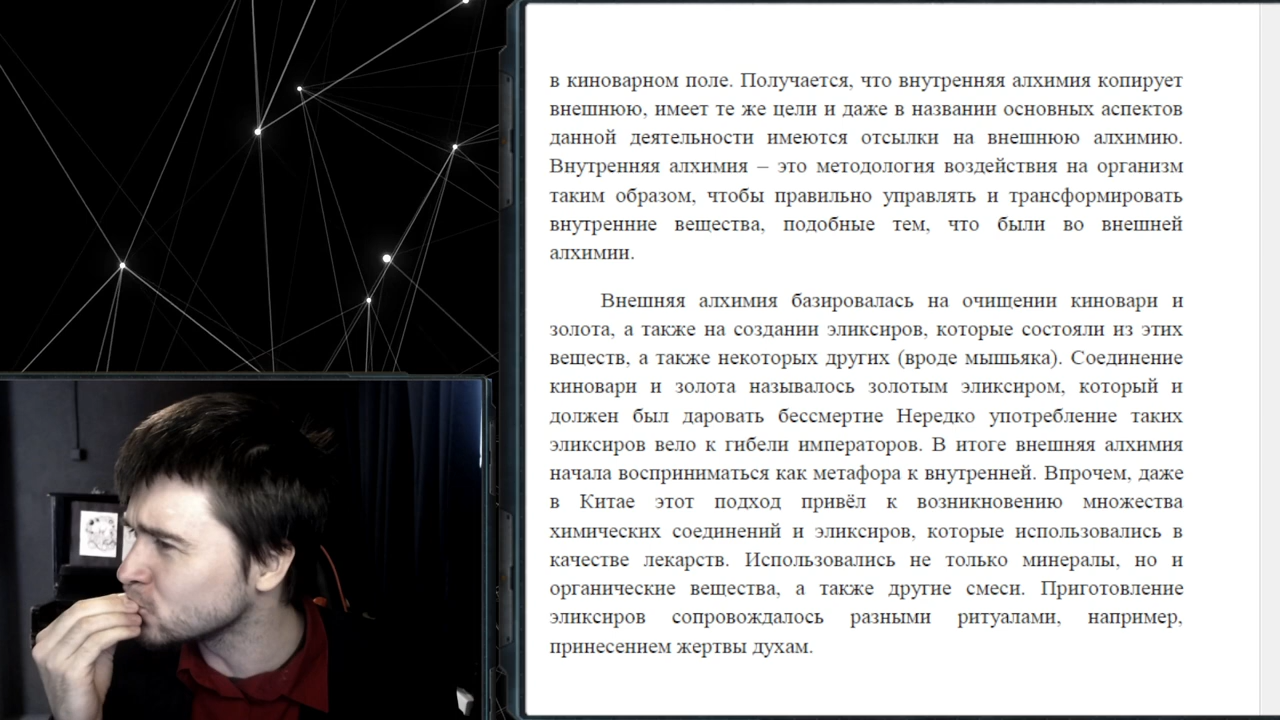 в киноварном поле. Получается, что внутренняя алхимия копирует
внешнюю, имеет те же цели и даже в названии основных аспектов
данной деятельности имеются отсылки на внешнюю алхимию.
Внутренняя алхимия – это методология воздействия на организм
таким образом, чтобы правильно управлять и трансформировать
внутренние вещества, подобные тем, что были во внешней
алхимии.
Внешняя алхимия базировалась на очищении киновари и
золота, а также на создании эликсиров, которые состояли из этих
веществ, а также некоторых других (вроде мышьяка). Соединение
киновари и золота называлось золотым эликсиром, который и
должен был даровать бессмертие Нередко употребление таких
эликсиров вело к гибели императоров. В итоге внешняя алхимия
начала восприниматься как метафора к внутренней. Впрочем, даже
в Китае этот подход привёл к возникновению множества
химических соединений и эликсиров, которые использовались в
качестве лекарств. Использовались не только минералы, но и
органические вещества, а также другие смеси. Приготовление
эликсиров сопровождалось разными ритуалами, например,
принесением жертвы духам.